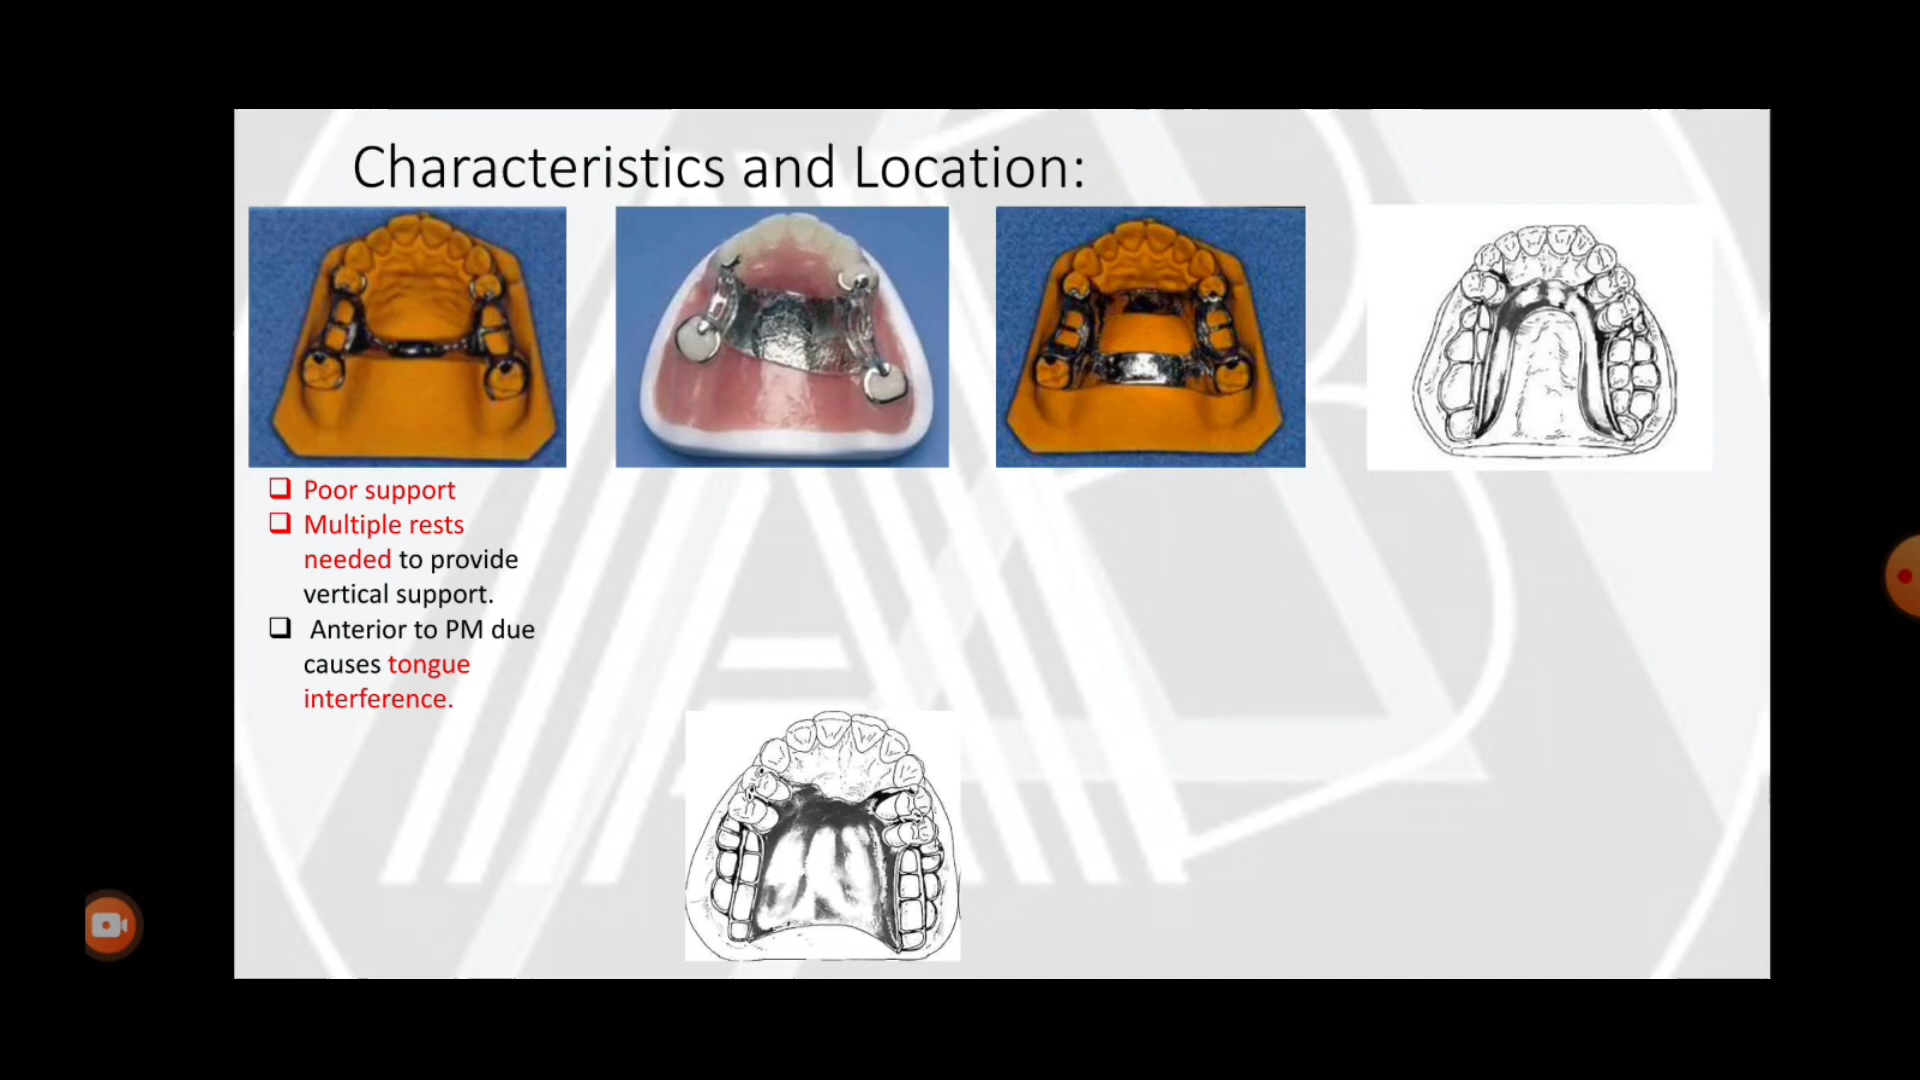 Characteristics and Location:
❑ Poor support
❑ Multiple rests
needed to provide
vertical support.
❑ Anterior to PM due
causes tongue
interference.